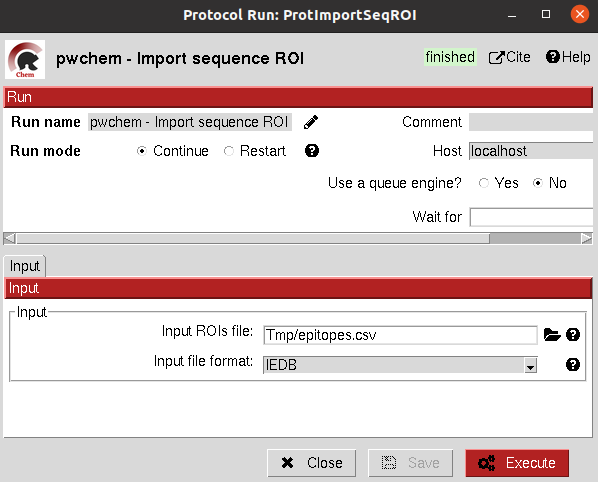 Protocol Run: ProtImportSeqROI
Chem
pwchem - Import sequence ROI
finished
Cite
Help
Run
Run name pwchem - Import sequence ROI Comment
Run mode Continue Restart Host localhost
Use a queue engine? Yes No
Wait for
Input
Input
Input
Input ROIs file: Tmp/epitopes.csv
Input file format: IEDB
Close Save Execute